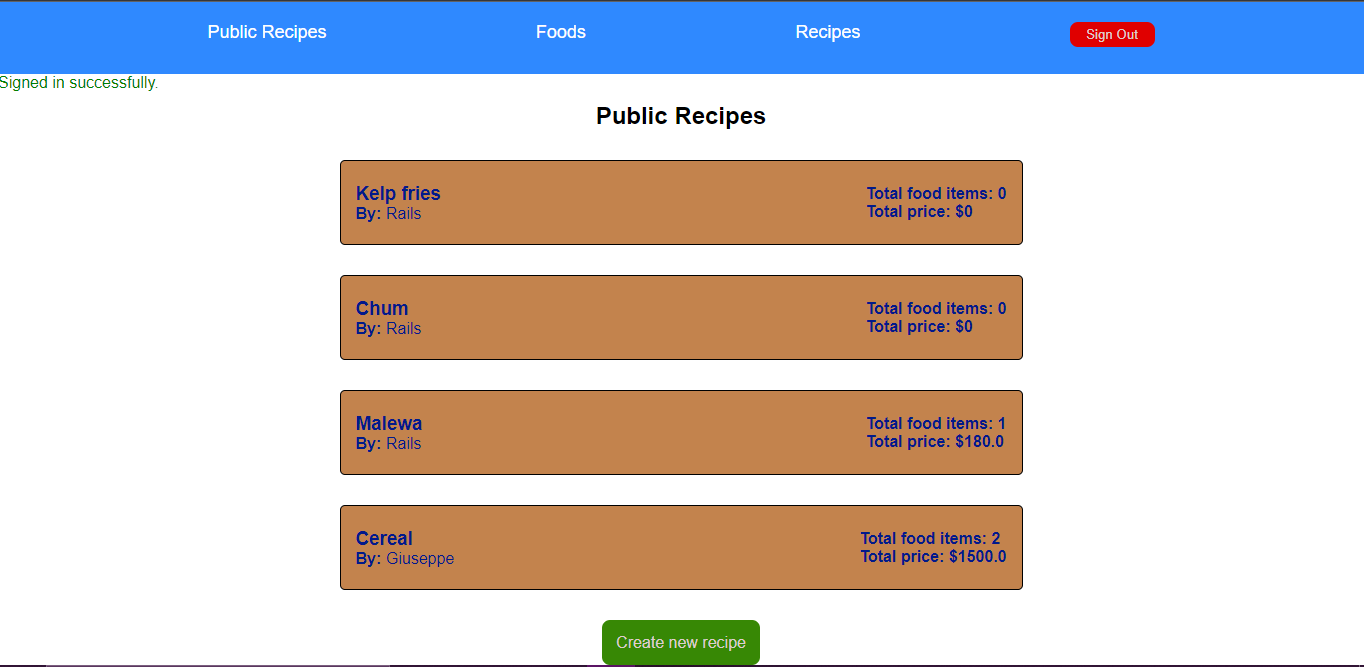 Public Recipes Foods Recipes Sign Out
Signed in successfully.
Public Recipes
Kelp fries
By: Rails
Total food items: 0
Total price: $0
Chum
By: Rails
Total food items: 0
Total price: $0
Malewa
By: Rails
Total food items: 1
Total price: $180.0
Cereal
By: Giuseppe
Total food items: 2
Total price: $1500.0
Create new recipe